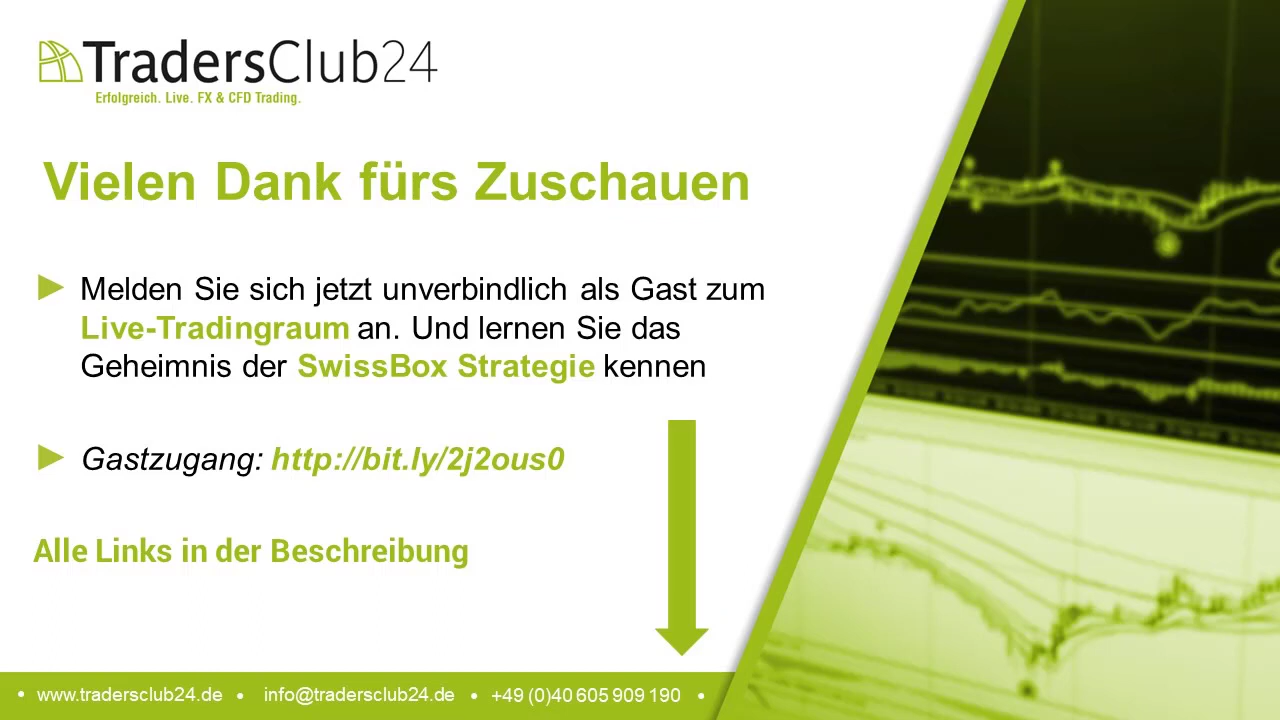 TradersClub24
Erfolgreich. Live. FX & CFD Trading.
Vielen Dank fürs Zuschauen
Melden Sie sich jetzt unverbindlich als Gast zum
Live-Tradingraum an. Und lernen Sie das
Geheimnis der SwissBox Strategie kennen
Gastzugang: http://bit.ly/2j2ous0
Alle Links in der Beschreibung
• www.tradersclub24.de • info@tradersclub24.de • +49 (0)40 605 909 190 •